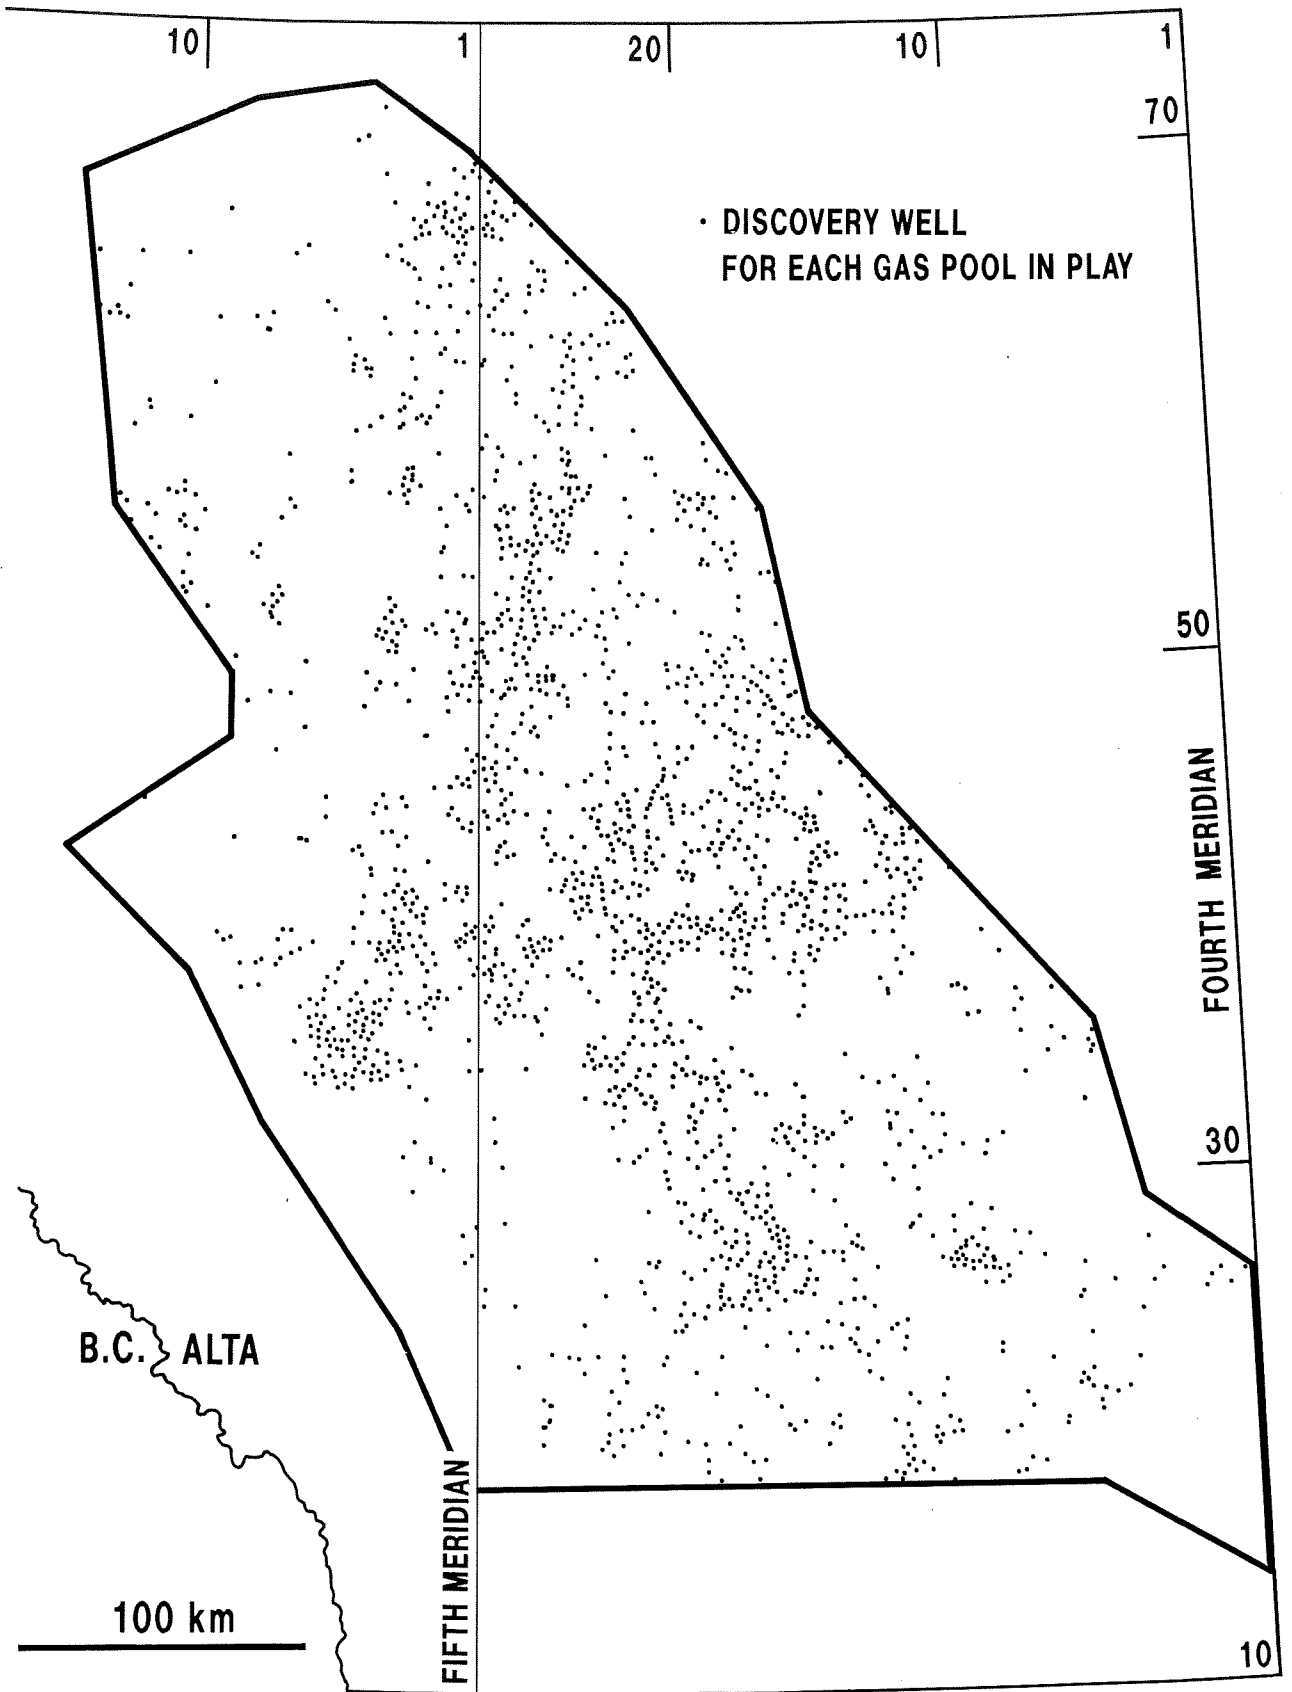 10
1
20
10
1
70
· DISCOVERY WELL
FOR EACH GAS POOL IN PLAY
50
FOURTH MERIDIAN
30
B.C.
ALTA
FIFTH MERIDIAN
100 km
10